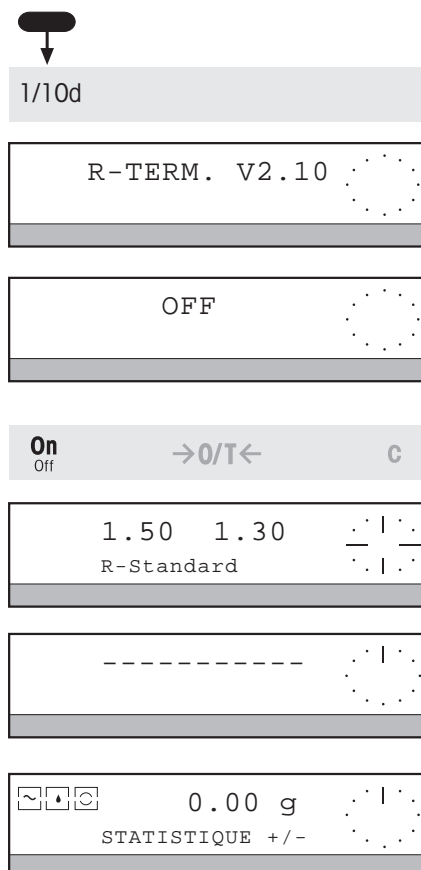 1/10d
R-TERM. V2.10
OFF
On →0/T← C
Off
1.50 1.30
R-Standard
-----------
0.00 g
STATISTIQUE +/-